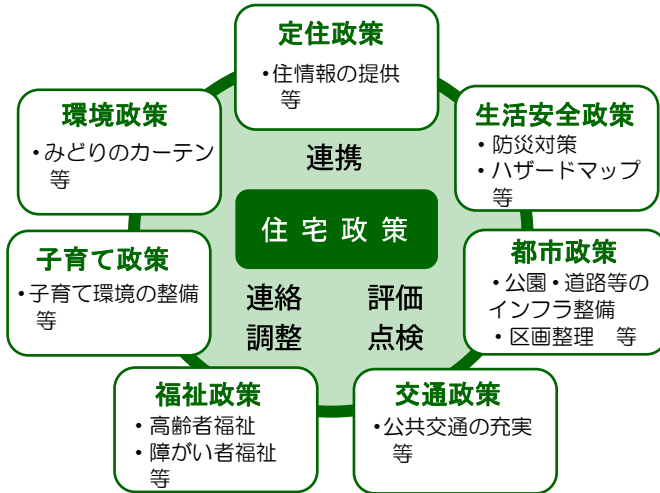 定住政策
・住情報の提供
等
環境政策
・みどりのカーテン
等
生活安全政策
・防災対策
・ハザードマップ
等
連携
住宅政策
子育て政策
・子育て環境の整備
等
都市政策
・公園・道路等の
インフラ整備
・区画整理　等
連絡　評価
調整　点検
福祉政策
・高齢者福祉
・障がい者福祉
等
交通政策
・公共交通の充実
等